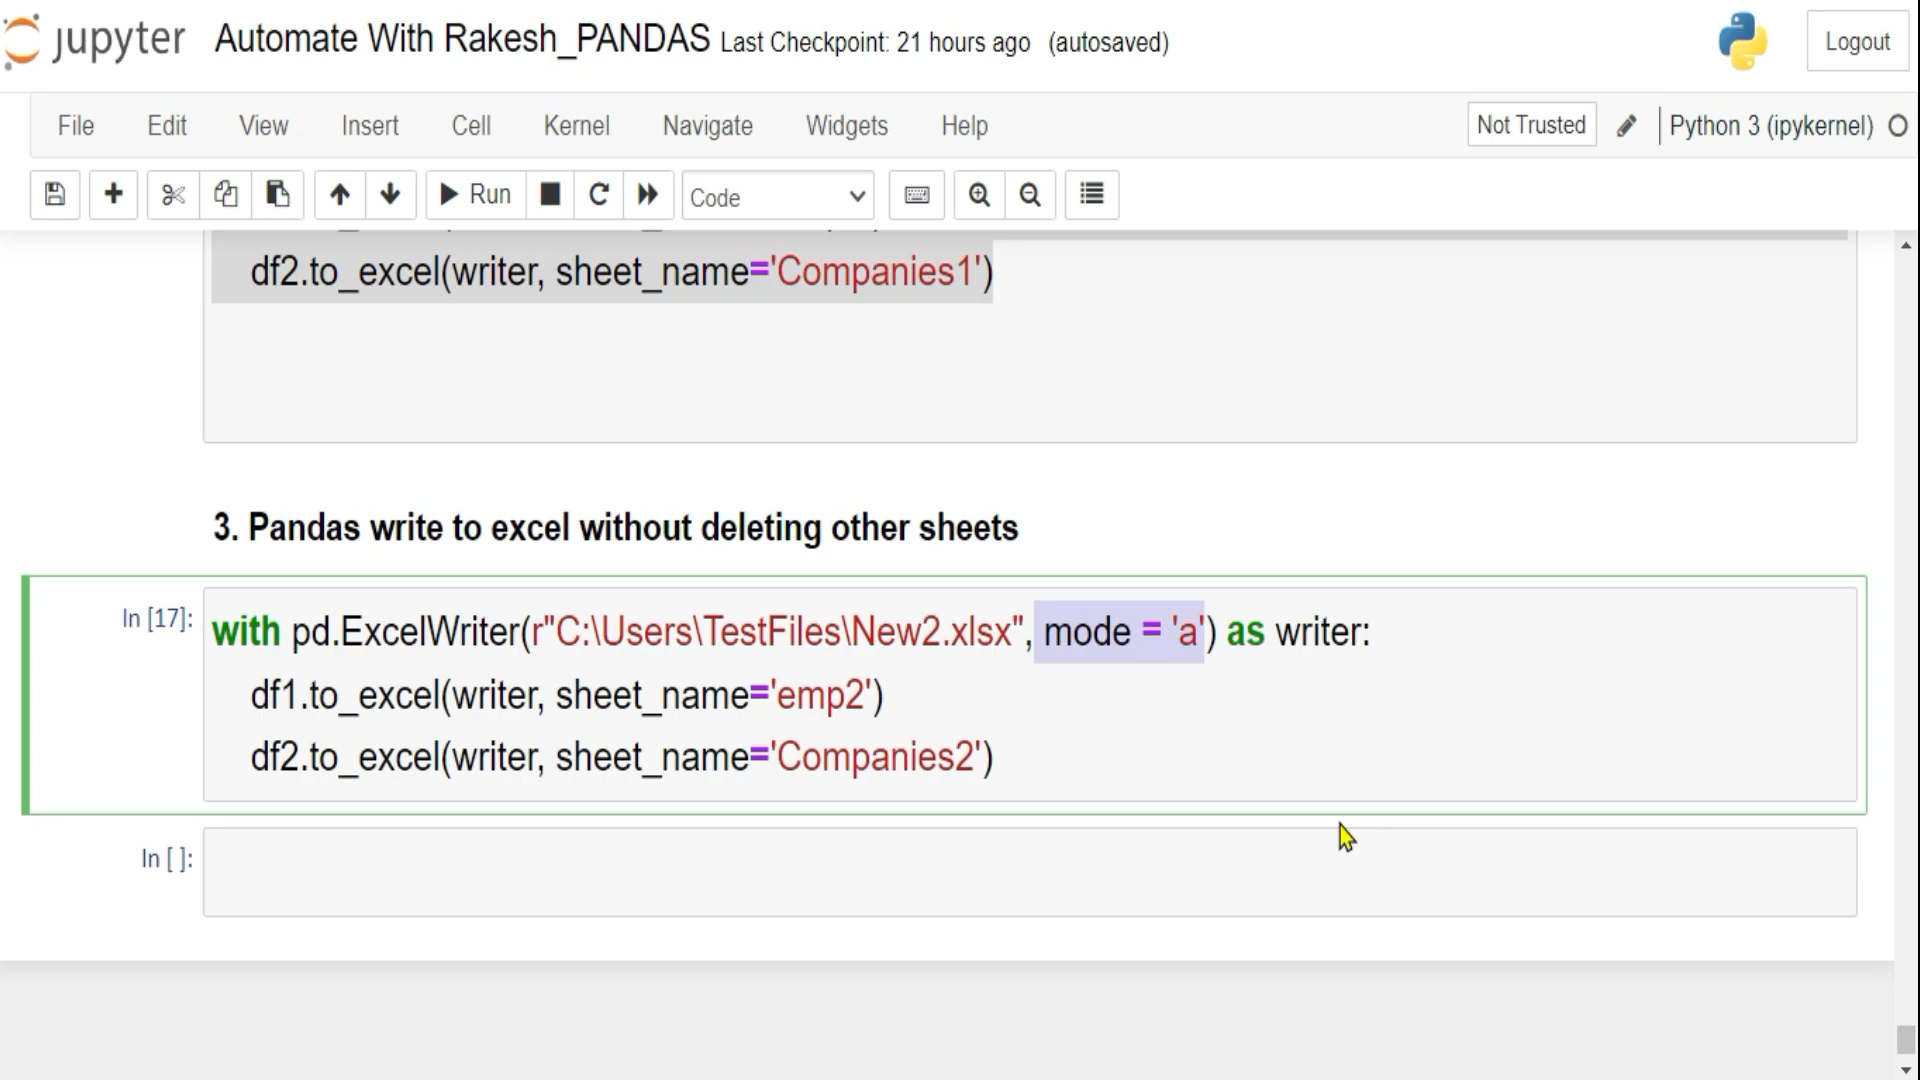 jupyter Automate With Rakesh_PANDAS Last Checkpoint: 21 hours ago (autosaved)
Logout
File Edit View Insert Cell Kernel Navigate Widgets Help
Not Trusted
Python 3 (ipykernel)
Run
Code
df2.to_excel(writer, sheet_name='Companies1')
3. Pandas write to excel without deleting other sheets
In [17]:
with pd.ExcelWriter(r"C:\Users\TestFiles\New2.xlsx", mode = 'a') as writer:
df1.to_excel(writer, sheet_name='emp2')
df2.to_excel(writer, sheet_name='Companies2')
In [ ]: